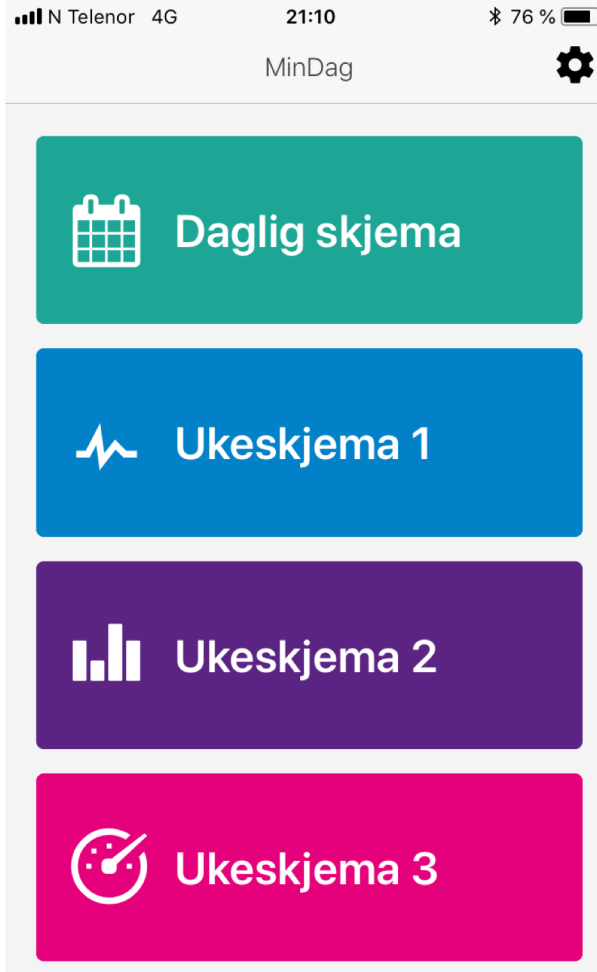 N Telenor 4G 21:10 76 %
MinDag
Daglig skjema
Ukeskjema 1
Ukeskjema 2
Ukeskjema 3